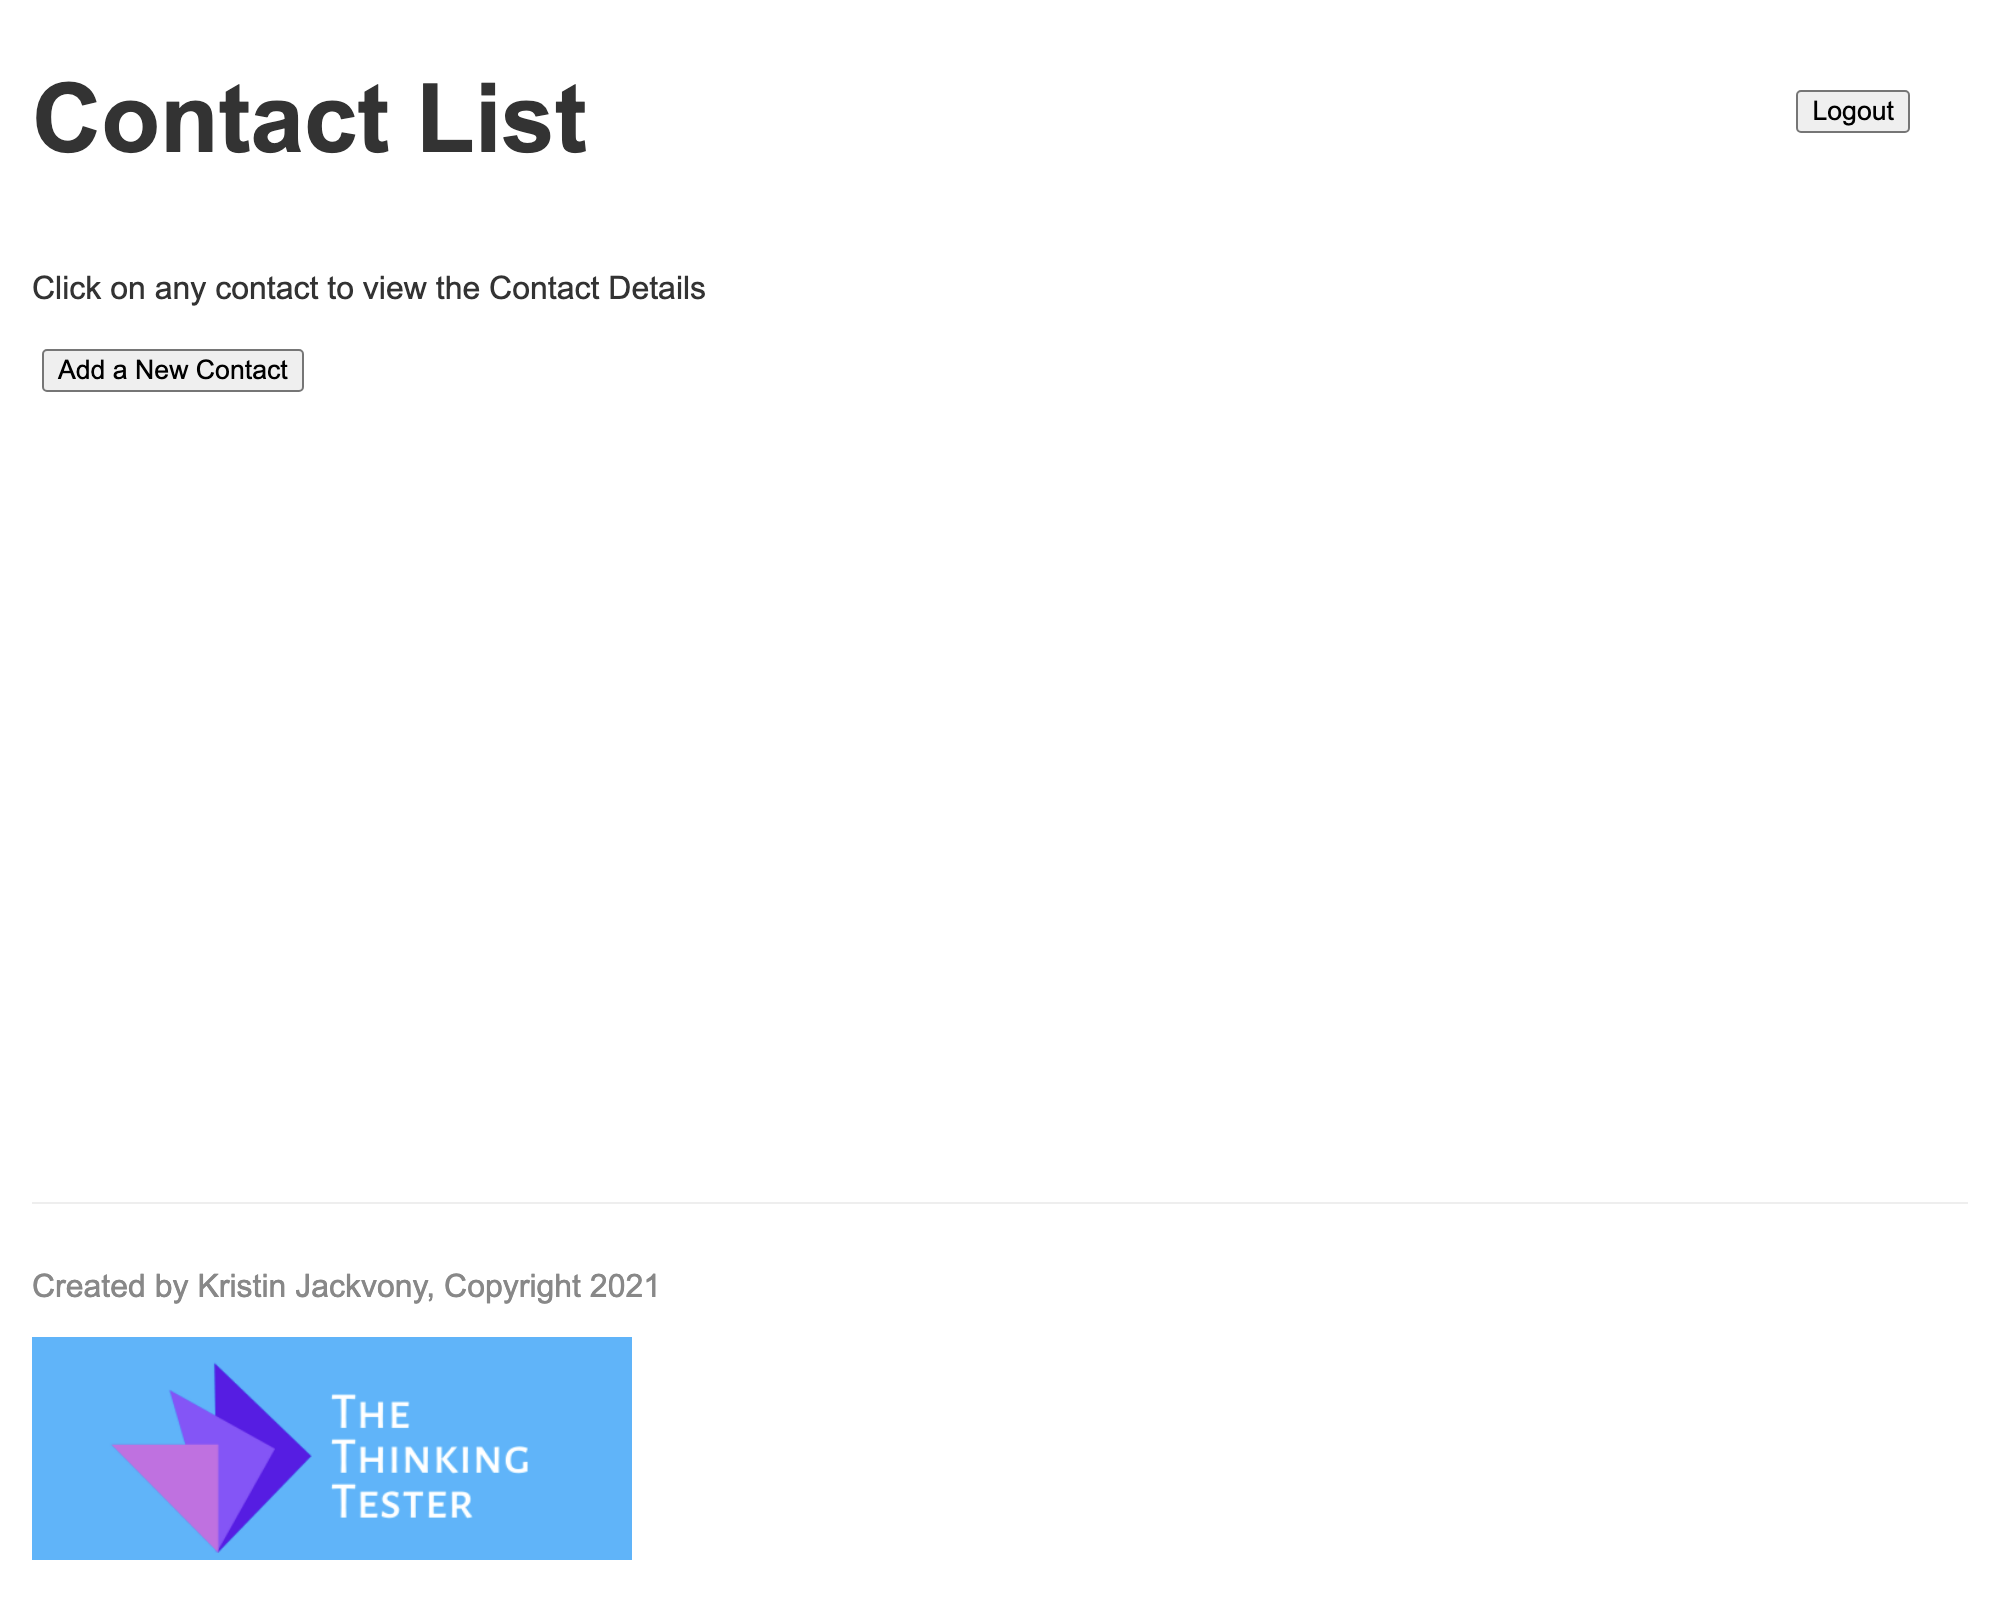 Contact List
Logout
Click on any contact to view the Contact Details
Add a New Contact
Created by Kristin Jackvony, Copyright 2021
THE
THINKING
TESTER